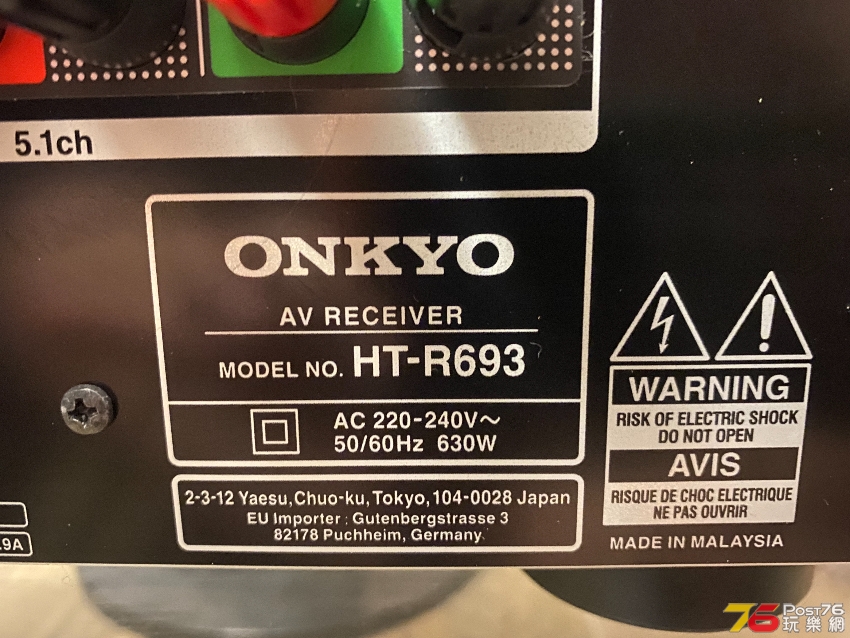 5.1ch
ONKYO
AV RECEIVER
MODEL NO. HT-R693
AC 220-240V～
50/60Hz 630W
2-3-12 Yaesu,Chuo-ku,Tokyo,104-0028 Japan
EU Importer : Gutenbergstrasse 3
82178 Puchheim, Germany
WARNING
RISK OF ELECTRIC SHOCK
DO NOT OPEN
AVIS
RISQUE DE CHOC ELECTRIQUE
NE PAS OUVRIR
MADE IN MALAYSIA
.9A
76 Post76
玩樂網